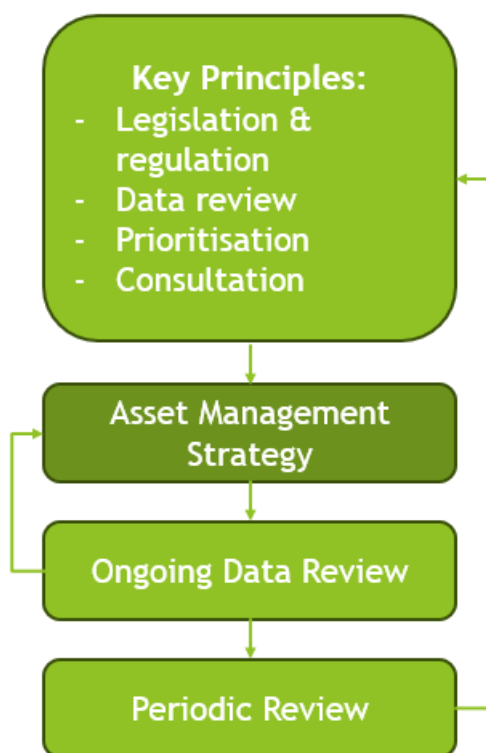 Key Principles:
- Legislation &
regulation
- Data review
- Prioritisation
- Consultation
Asset Management
Strategy
Ongoing Data Review
Periodic Review